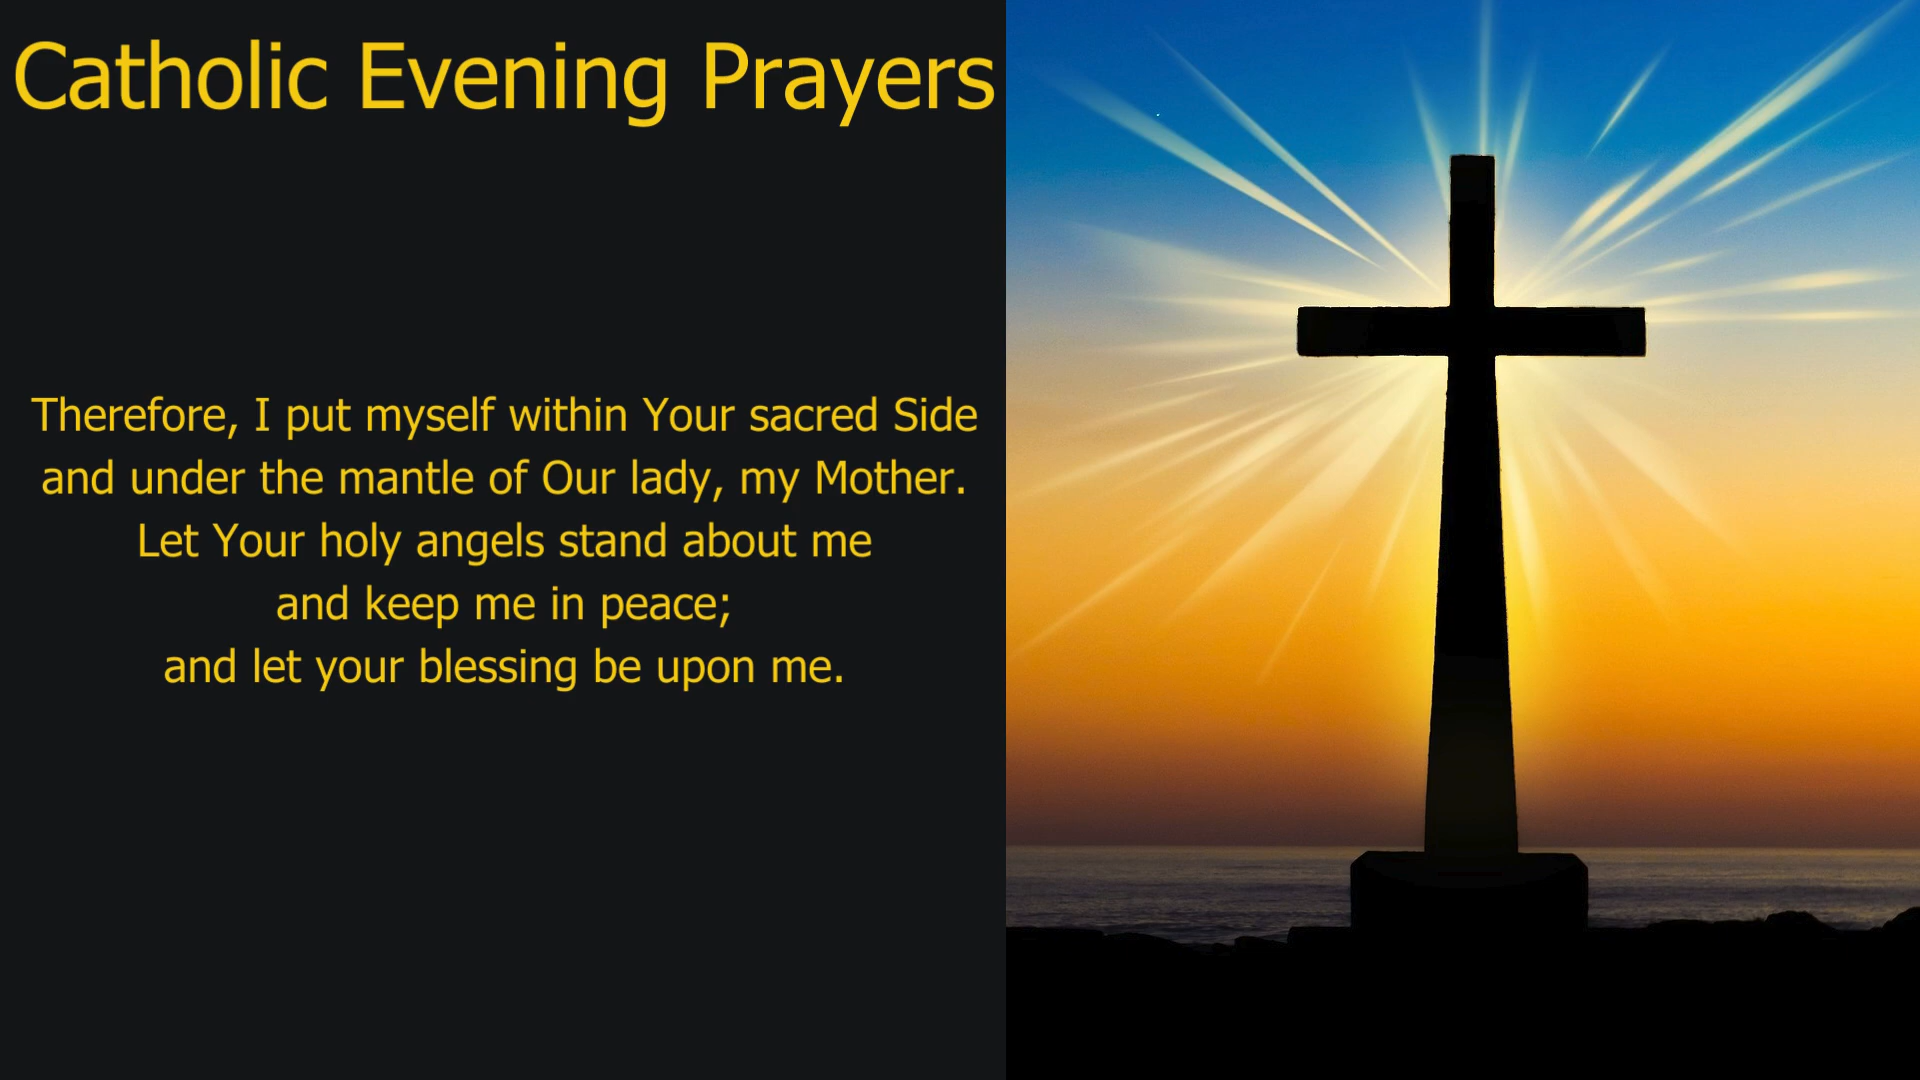 Catholic Evening Prayers
Therefore, I put myself within Your sacred Side
and under the mantle of Our lady, my Mother.
Let Your holy angels stand about me
and keep me in peace;
and let your blessing be upon me.